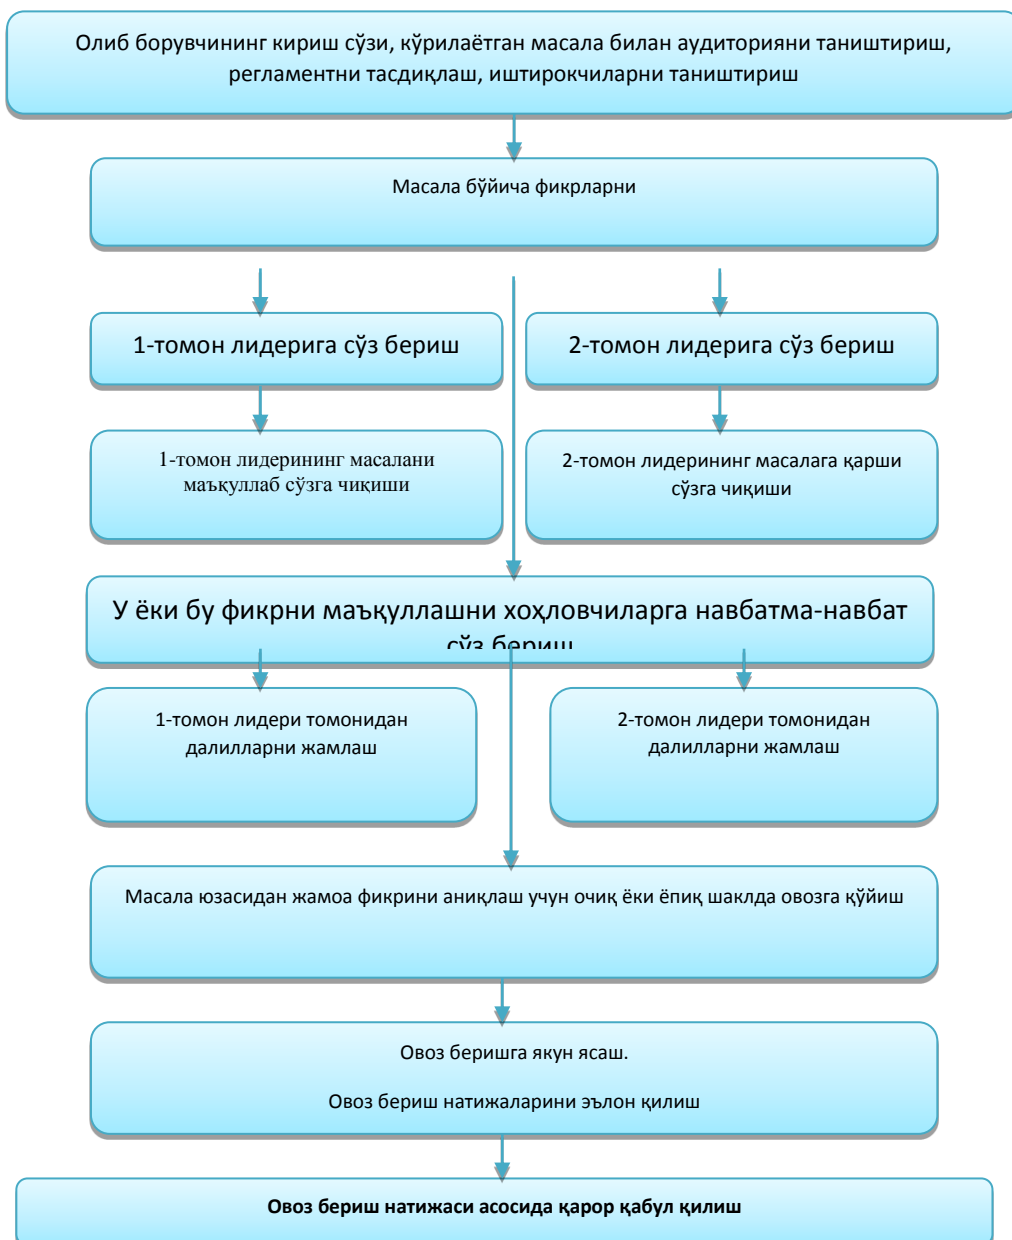 Олиб борувчининг кириш сўзи, кўрилаётган масала билан аудиторияни таништириш,
регламентни тасдиқлаш, иштирокчиларни таништириш
Масала бўйича фикрларни
1-томон лидерига сўз бериш
2-томон лидерига сўз бериш
1-томон лидерининг масалани
маъқуллаб сўзга чиқиши
2-томон лидерининг масалага қарши
сўзга чиқиши
У ёки бу фикрни маъқуллашни хоҳловчиларга навбатма-навбат
сўз бериш
1-томон лидери томонидан
далилларни жамлаш
2-томон лидери томонидан
далилларни жамлаш
Масала юзасидан жамоа фикрини аниқлаш учун очиқ ёки ёпиқ шаклда овозга қўйиш
Овоз беришга якун ясаш.
Овоз бериш натижаларини эълон қилиш
Овоз бериш натижаси асосида қарор қабул қилиш